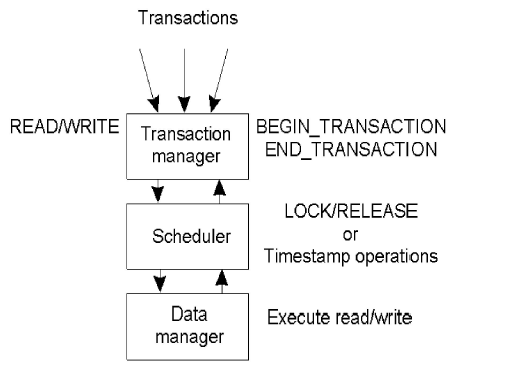 Transactions
READ/WRITE
Transaction
manager
BEGIN_TRANSACTION
END_TRANSACTION
Scheduler
LOCK/RELEASE
or
Timestamp operations
Data
manager
Execute read/write